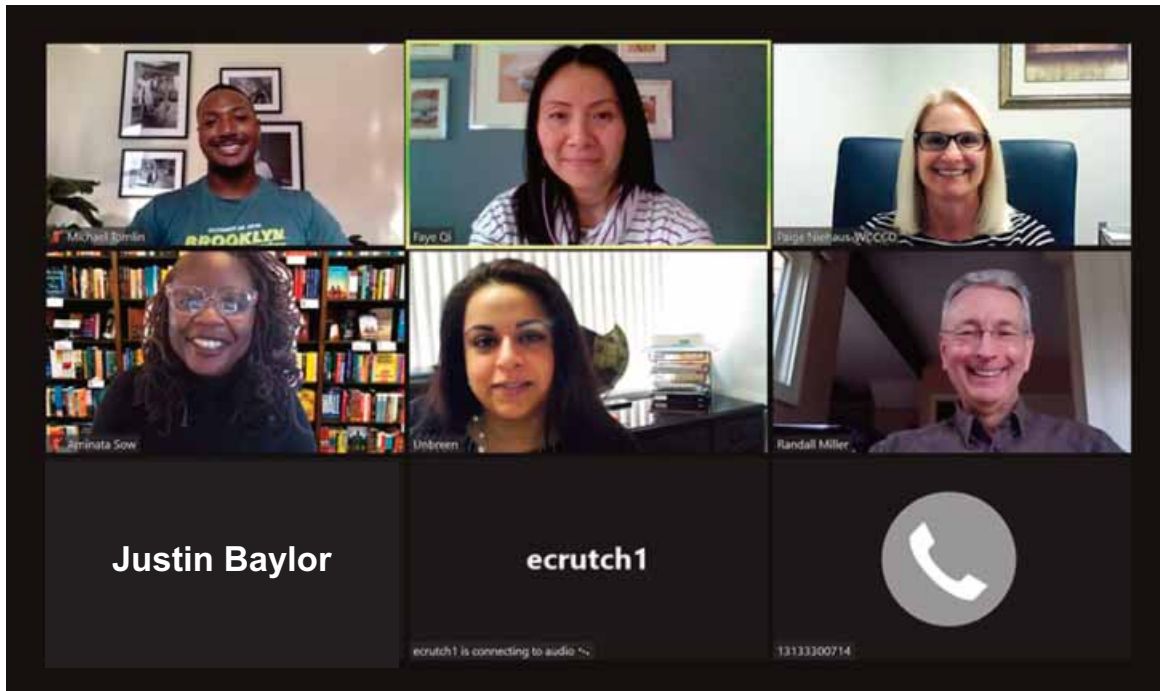 BROOKLYN
Michael Tomlin
Faye Qi
Paige Niehaus-WCCCD
Aminata Sow
Unbreen
Randall Miller
Justin Baylor
ecrutch1
ecrutch1 is connecting to audio
13133300714